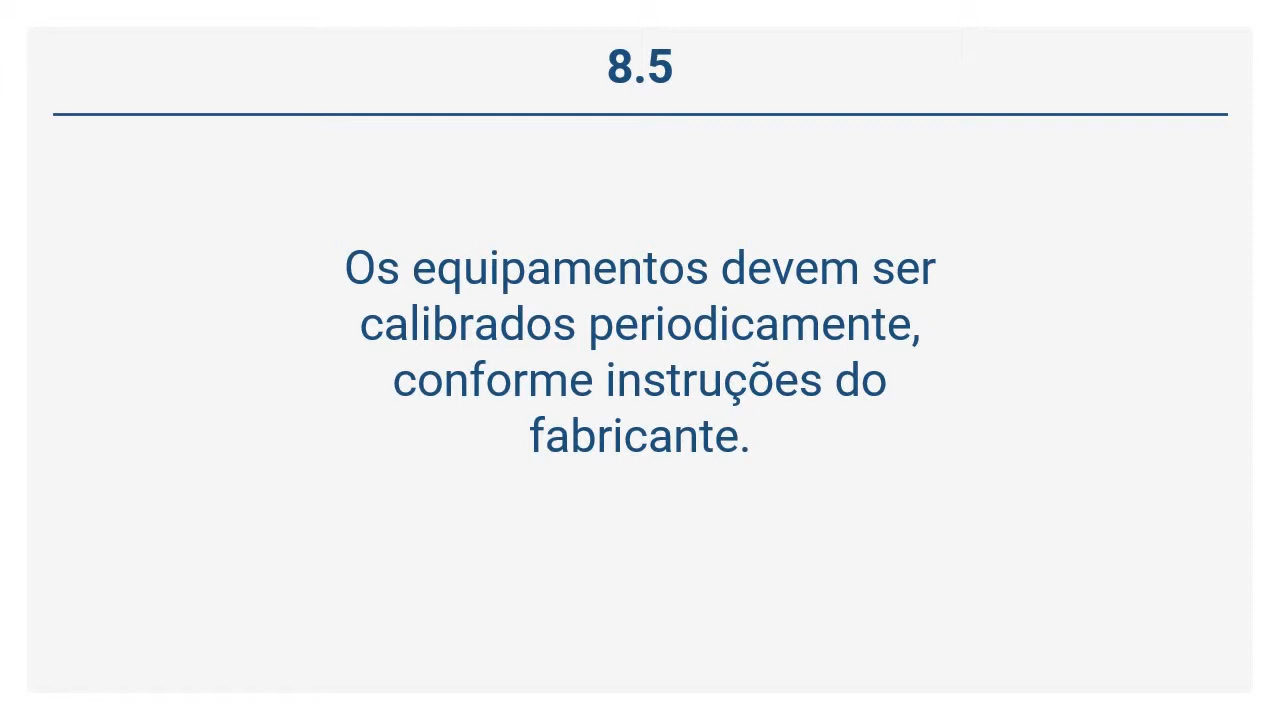 8.5
Os equipamentos devem ser
calibrados periodicamente,
conforme instruções do
fabricante.